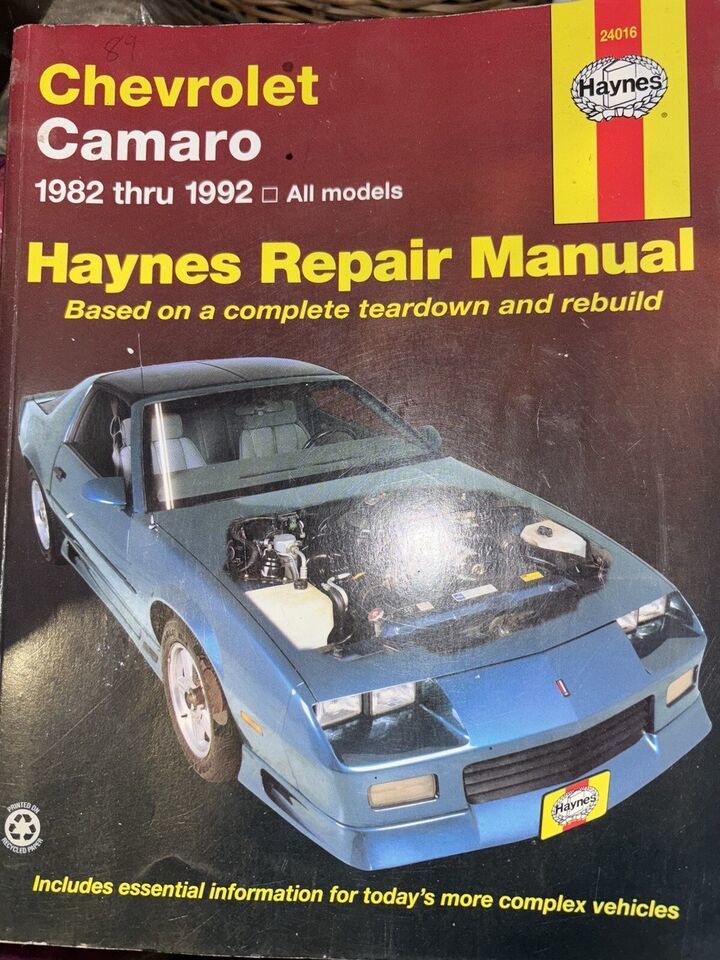 89
24016
Haynes
®
Chevrolet
Camaro
1982 thru 1992 □ All models
Haynes Repair Manual
Based on a complete teardown and rebuild
Haynes
PRINTED ON
RECYCLED PAPER
Includes essential information for today's more complex vehicles